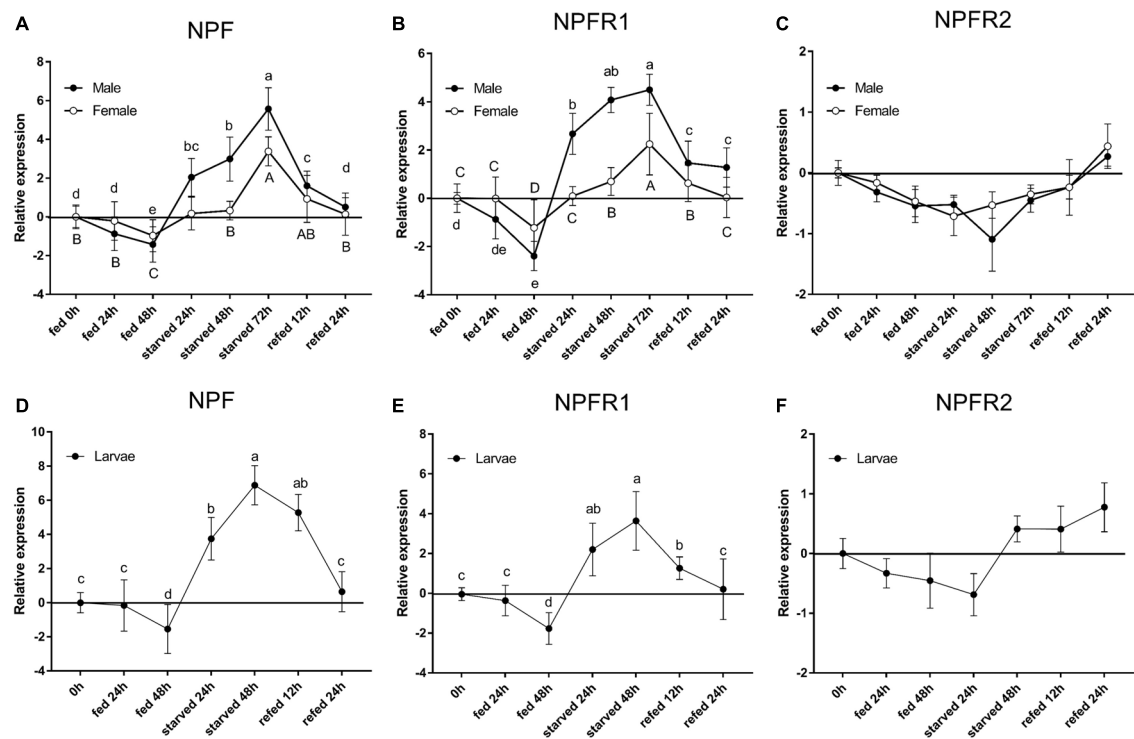 A
NPF
Relative expression
8
6
4
2
0
-2
-4
Male
Female
d
d
e
bc
b
a
c
d
B
B
C
B
A
AB
B
fed 0h
fed 24h
fed 48h
starved 24h
starved 48h
starved 72h
refed 12h
refed 24h
B
NPFR1
Relative expression
6
4
2
0
-2
-4
Male
Female
C
C
D
b
ab
a
c
c
d
de
e
C
B
A
B
C
fed 0h
fed 24h
fed 48h
starved 24h
starved 48h
starved 72h
refed 12h
refed 24h
C
NPFR2
Relative expression
2
1
0
-1
-2
Male
Female
fed 0h
fed 24h
fed 48h
starved 24h
starved 48h
starved 72h
refed 12h
refed 24h
D
NPF
Relative expression
10
8
6
4
2
0
-2
-4
Larvae
c
c
d
b
a
ab
c
0h
fed 24h
fed 48h
starved 24h
starved 48h
refed 12h
refed 24h
E
NPFR1
Relative expression
8
6
4
2
0
-2
-4
Larvae
c
c
d
ab
a
b
c
0h
fed 24h
fed 48h
starved 24h
starved 48h
refed 12h
refed 24h
F
NPFR2
Relative expression
2
1
0
-1
-2
Larvae
0h
fed 24h
fed 48h
starved 24h
starved 48h
refed 12h
refed 24h